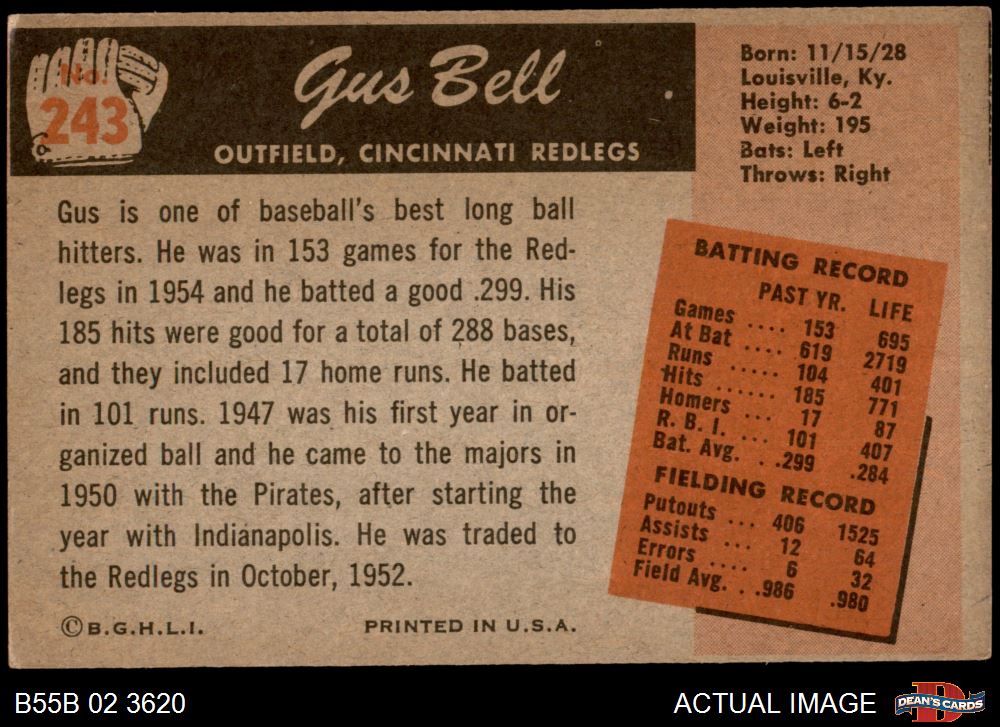 No.
243
Gus Bell
OUTFIELD, CINCINNATI REDLEGS
Born: 11/15/28
Louisville, Ky.
Height: 6-2
Weight: 195
Bats: Left
Throws: Right
Gus is one of baseball's best long ball
hitters. He was in 153 games for the Red-
legs in 1954 and he batted a good .299. His
185 hits were good for a total of 288 bases,
and they included 17 home runs. He batted
in 101 runs. 1947 was his first year in or-
ganized ball and he came to the majors in
1950 with the Pirates, after starting the
year with Indianapolis. He was traded to
the Redlegs in October, 1952.
©B.G.H.L.I. PRINTED IN U.S.A.
BATTING RECORD
PAST YR. LIFE
Games .... 153 695
At Bat .... 619 2719
Runs ..... 104 401
Hits ..... 185 771
Homers ... 17 87
R. B. I. ... 101 407
Bat. Avg. . .299 .284
FIELDING RECORD
Putouts ... 406 1525
Assists ... 12 64
Errors .... 6 32
Field Avg. . .986 .980
B55B 02 3620
ACTUAL IMAGE
D
DEAN'S CARDS